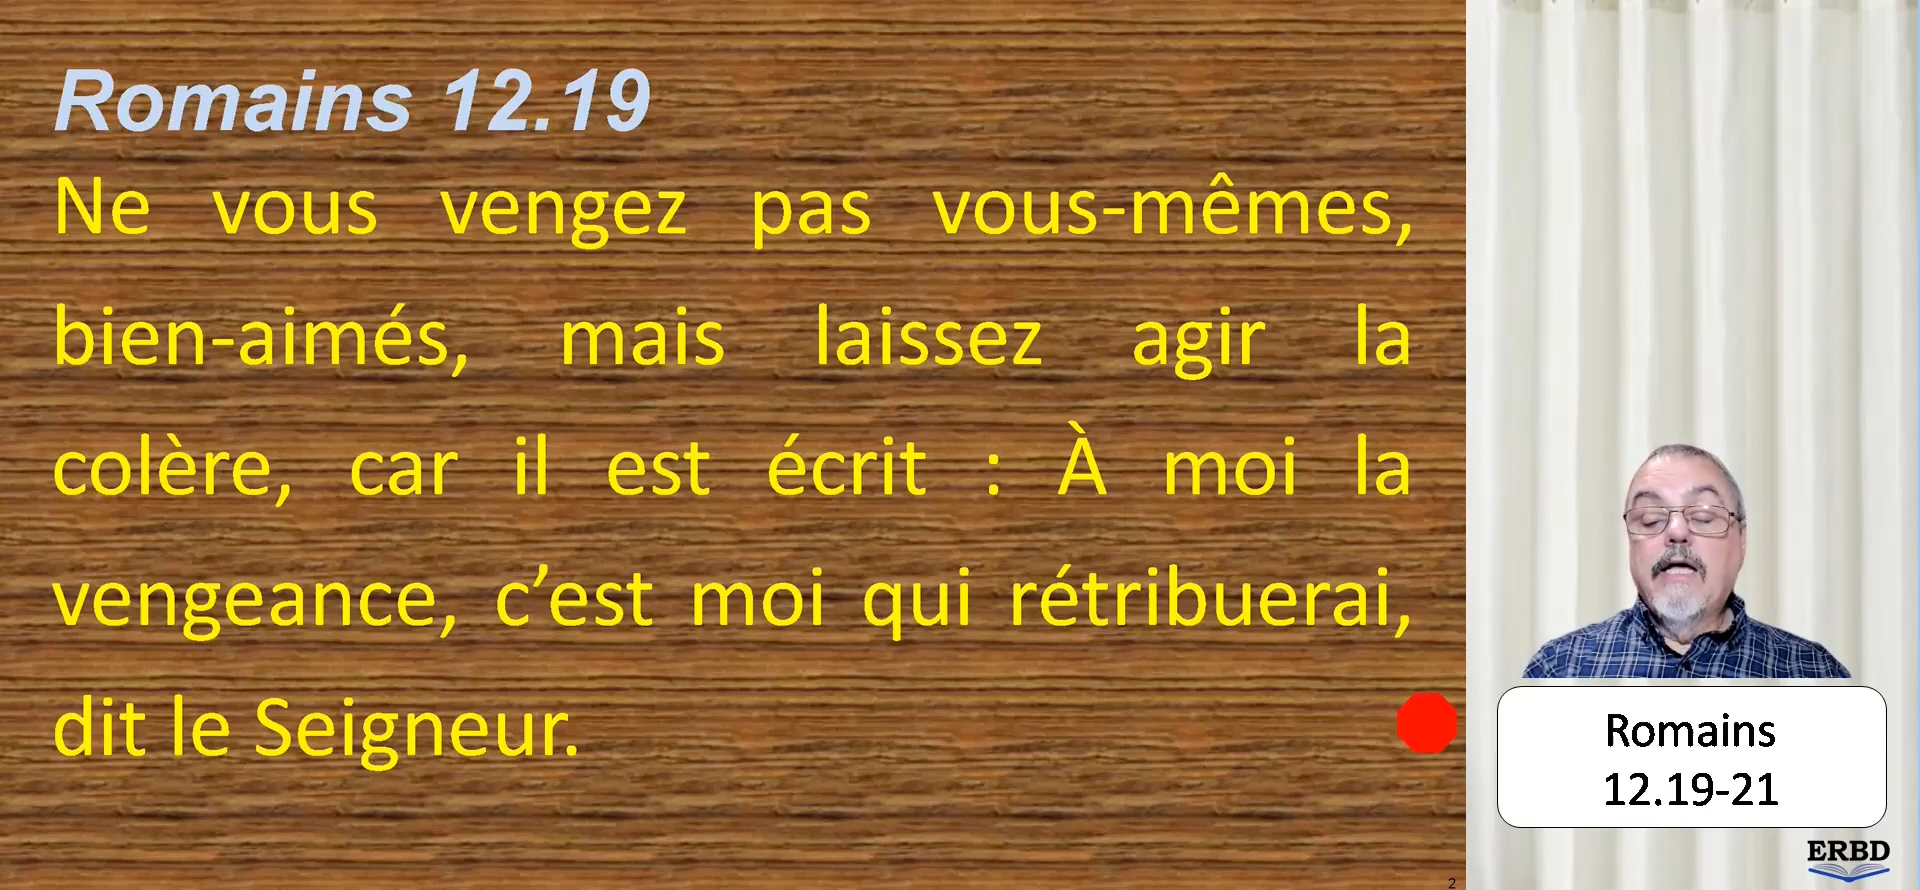 Romains 12.19
Ne vous vengez pas vous-mêmes,
bien-aimés, mais laissez agir la
colère, car il est écrit : À moi la
vengeance, c’est moi qui rétribuerai,
dit le Seigneur.
Romains
12.19-21
ERBD
2